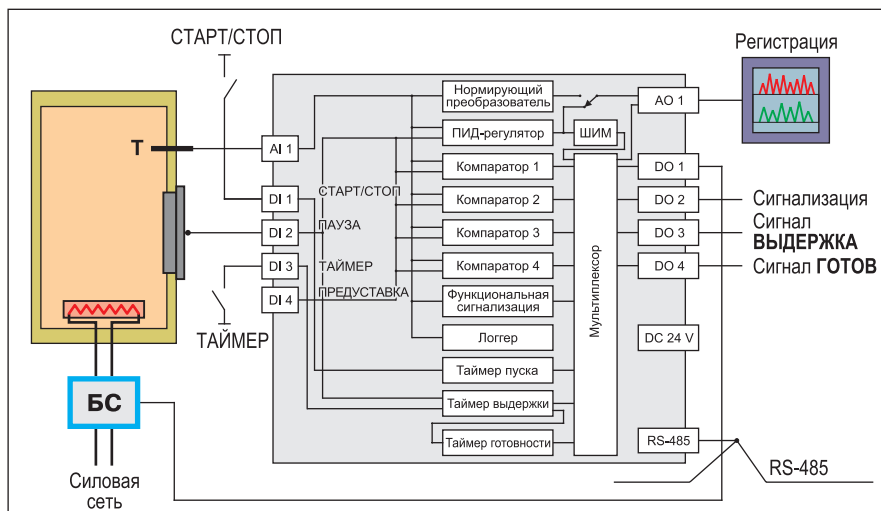 СТАРТ/СТОП
Регистрация
Нормирующий
преобразователь
AO 1
Т
AI 1
ПИД-регулятор
ШИМ
Компаратор 1
DO 1
DI 1
СТАРТ/СТОП
Компаратор 2
DO 2
Сигнализация
DI 2
ПАУЗА
Компаратор 3
DO 3
Сигнал
ВЫДЕРЖКА
DI 3
ТАЙМЕР
Компаратор 4
DO 4
Сигнал ГОТОВ
DI 4
ПРЕДУСТАВКА
Функциональная
сигнализация
Мультиплексор
ТАЙМЕР
Логгер
DC 24 V
Таймер пуска
БС
Таймер выдержки
Таймер готовности
RS-485
RS-485
Силовая
сеть